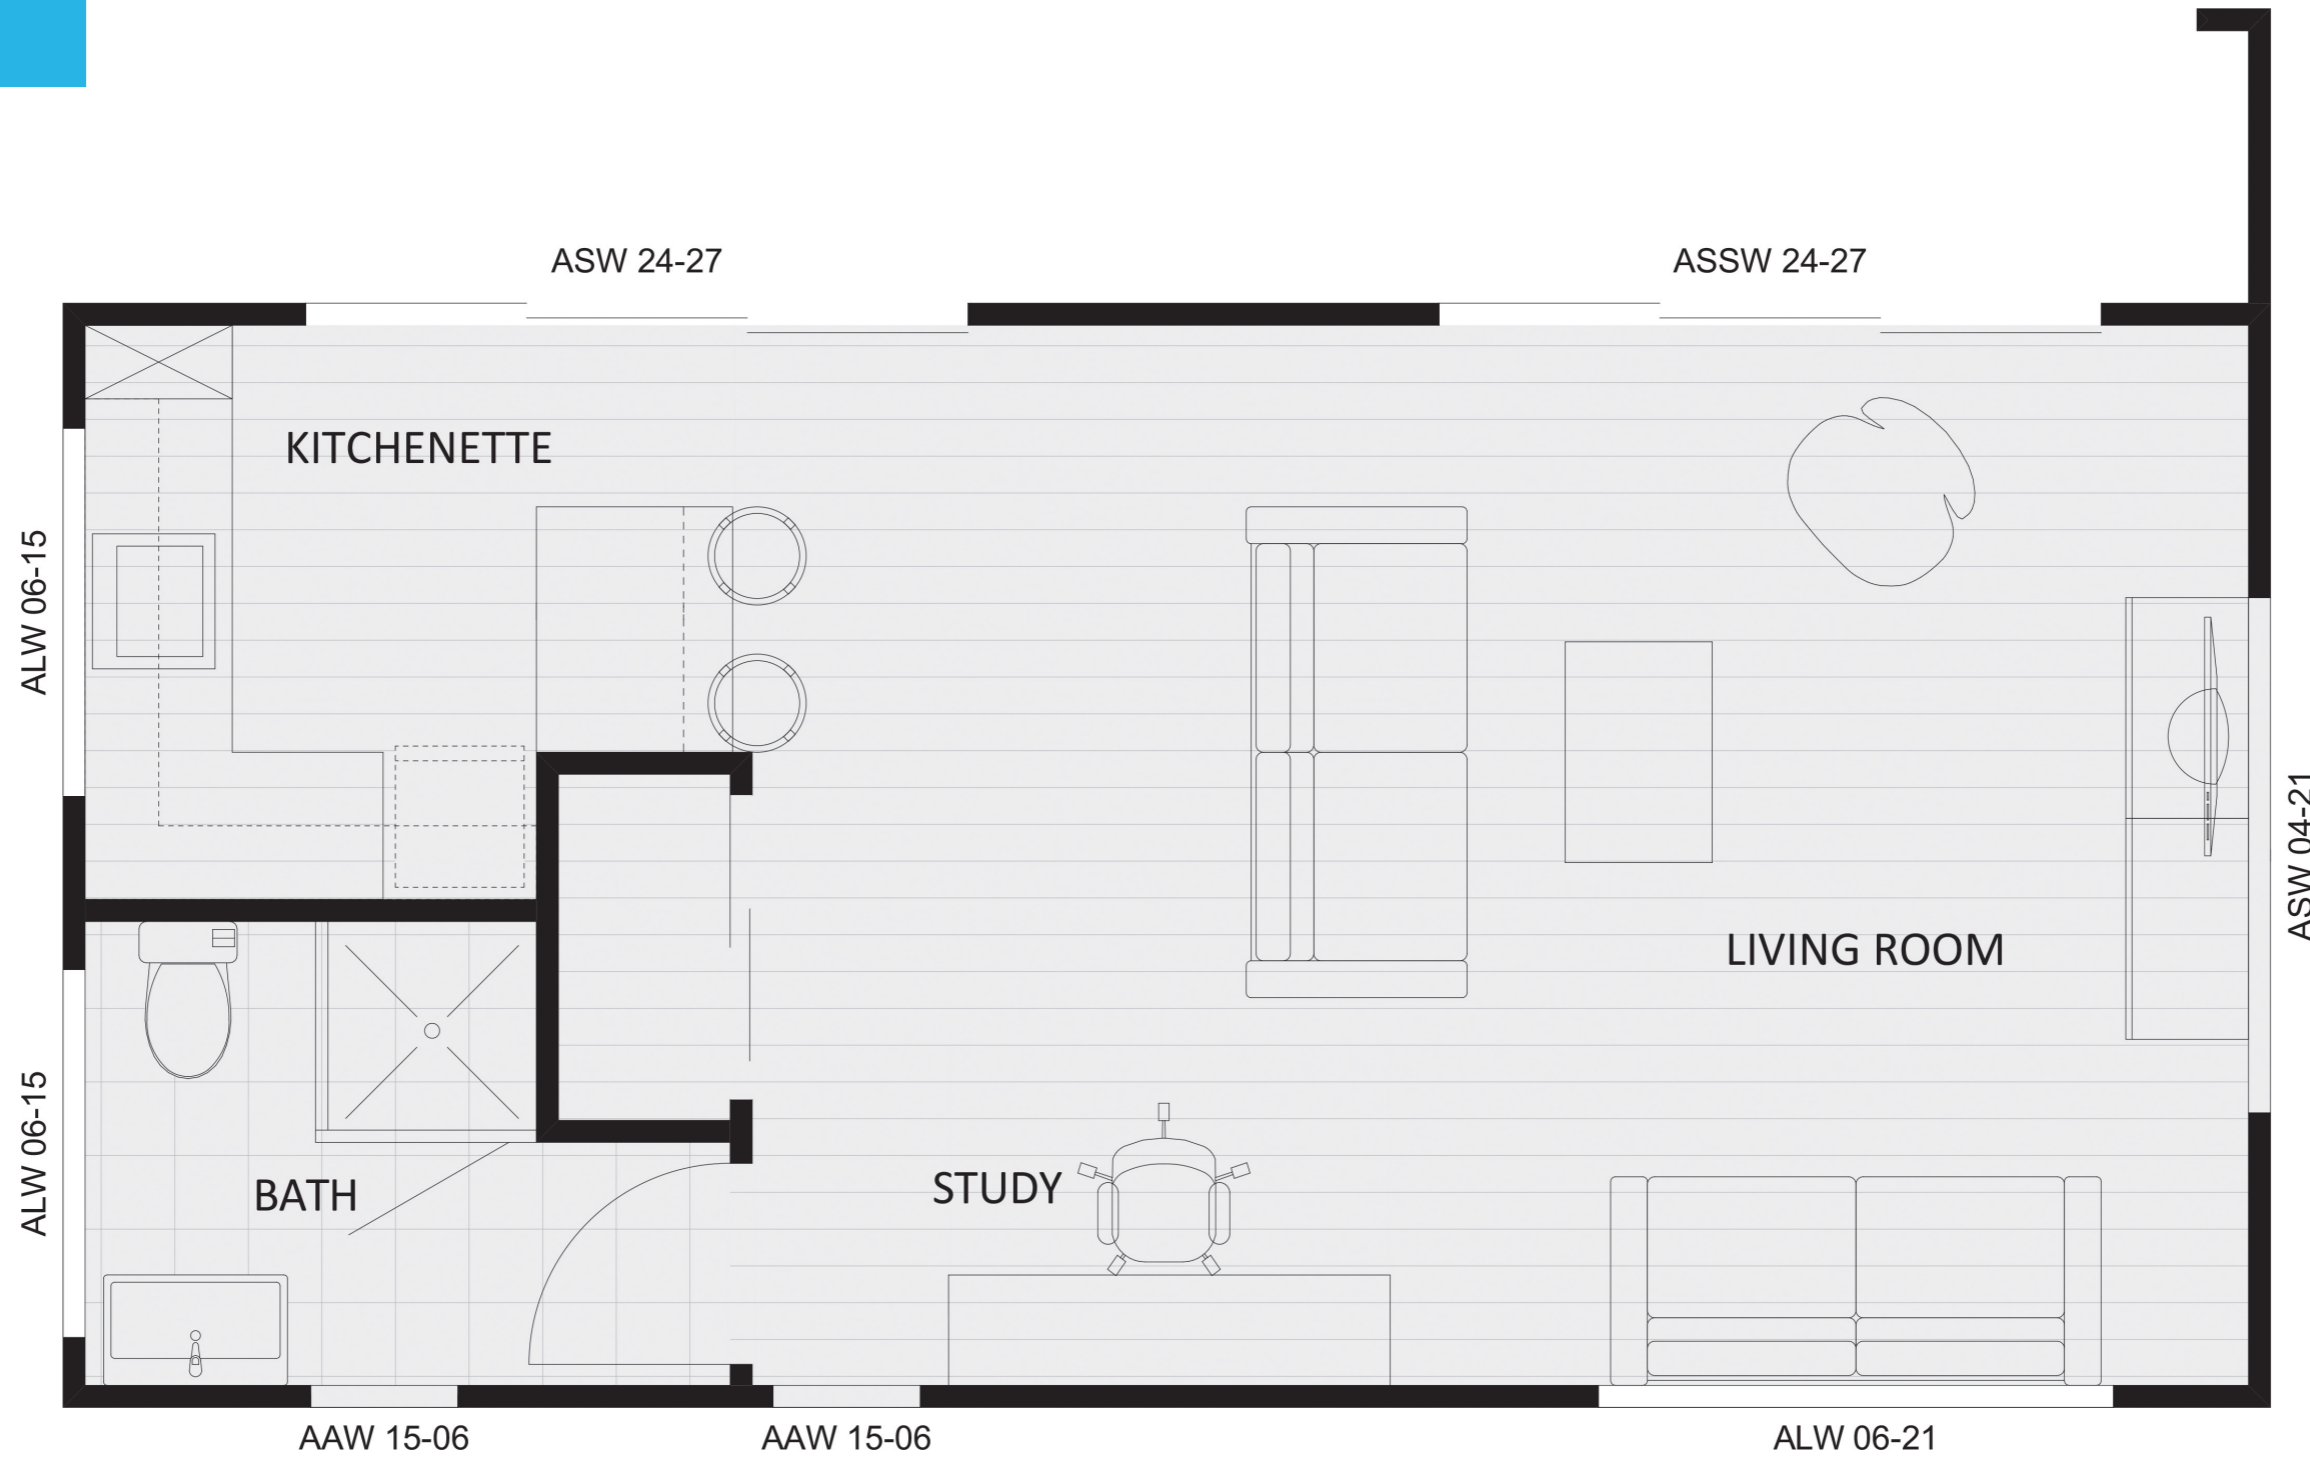 ASW 24-27
ASSW 24-27
KITCHENETTE
ALW 06-15
ASW 04-21
LIVING ROOM
ALW 06-15
BATH
STUDY
AAW 15-06
AAW 15-06
ALW 06-21